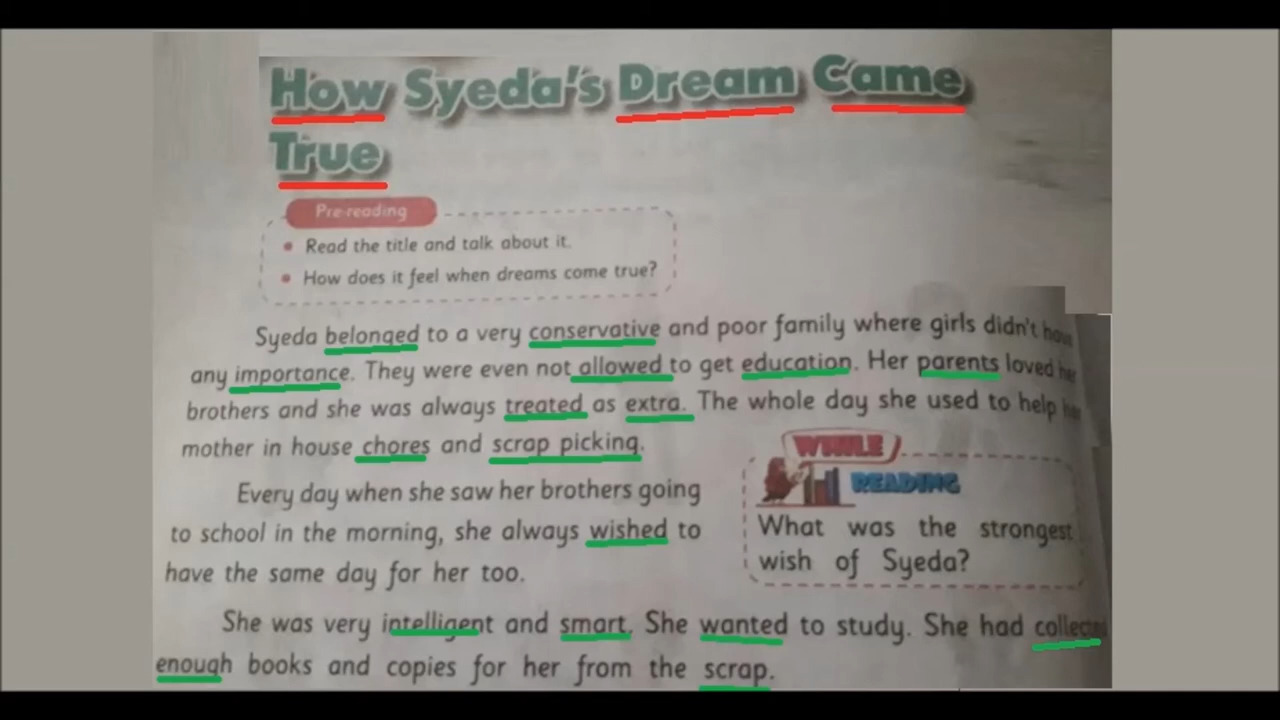 How Syeda's Dream Came
True
Pre-reading
• Read the title and talk about it.
• How does it feel when dreams come true?
Syeda belonged to a very conservative and poor family where girls didn't have
any importance. They were even not allowed to get education. Her parents loved her
brothers and she was always treated as extra. The whole day she used to help her
mother in house chores and scrap picking.
WHILE
READING
What was the strongest
wish of Syeda?
Every day when she saw her brothers going
to school in the morning, she always wished to
have the same day for her too.
She was very intelligent and smart. She wanted to study. She had
enough books and copies for her from the scrap.